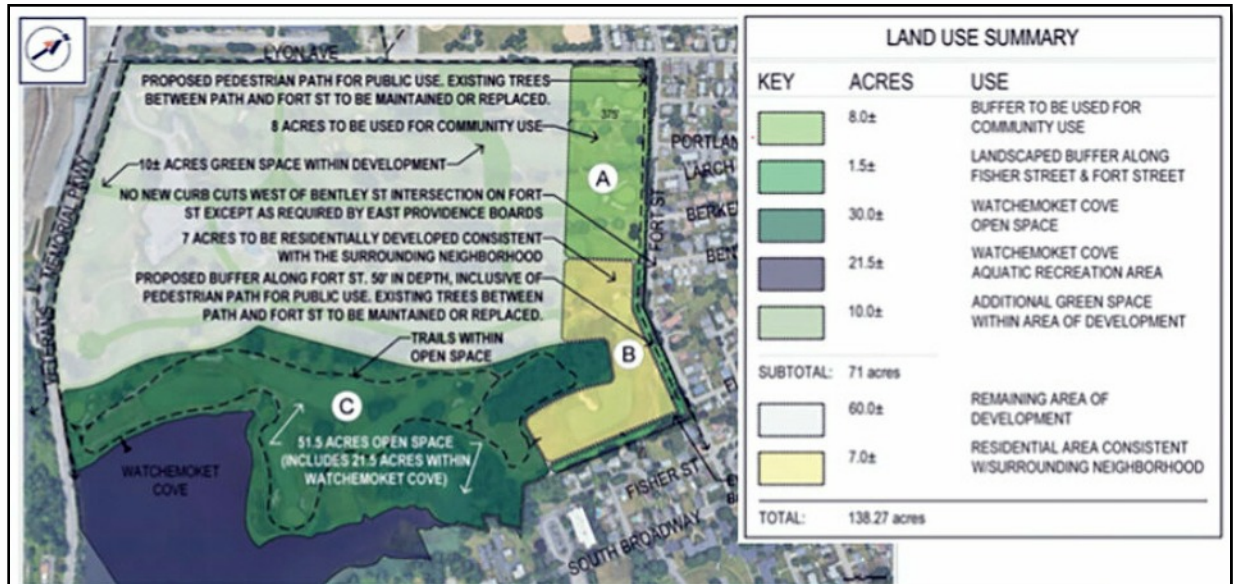 LYON AVE
PROPOSED PEDESTRIAN PATH FOR PUBLIC USE. EXISTING TREES
BETWEEN PATH AND FORT ST TO BE MAINTAINED OR REPLACED.
375'
8 ACRES TO BE USED FOR COMMUNITY USE
10± ACRES GREEN SPACE WITHIN DEVELOPMENT
NO NEW CURB CUTS WEST OF BENTLEY ST INTERSECTION ON FORT
ST EXCEPT AS REQUIRED BY EAST PROVIDENCE BOARDS
7 ACRES TO BE RESIDENTIALLY DEVELOPED CONSISTENT
WITH THE SURROUNDING NEIGHBORHOOD
PROPOSED BUFFER ALONG FORT ST. 50' IN DEPTH, INCLUSIVE OF
PEDESTRIAN PATH FOR PUBLIC USE. EXISTING TREES BETWEEN
PATH AND FORT ST TO BE MAINTAINED OR REPLACED.
TRAILS WITHIN
OPEN SPACE
A
B
C
51.5 ACRES OPEN SPACE
(INCLUDES 21.5 ACRES WITHIN
WATCHEMOKET COVE)
WATCHEMOKET
COVE
VETERANS MEMORIAL PKWY
FORT ST
PORTLAN
LARCH
BERKE
BEN
FISHER ST
SOUTH BROADWAY
LAND USE SUMMARY
KEY ACRES USE
8.0± BUFFER TO BE USED FOR
COMMUNITY USE
1.5± LANDSCAPED BUFFER ALONG
FISHER STREET & FORT STREET
30.0± WATCHEMOKET COVE
OPEN SPACE
21.5± WATCHEMOKET COVE
AQUATIC RECREATION AREA
10.0± ADDITIONAL GREEN SPACE
WITHIN AREA OF DEVELOPMENT
SUBTOTAL: 71 acres
60.0± REMAINING AREA OF
DEVELOPMENT
7.0± RESIDENTIAL AREA CONSISTENT
W/SURROUNDING NEIGHBORHOOD
TOTAL: 138.27 acres